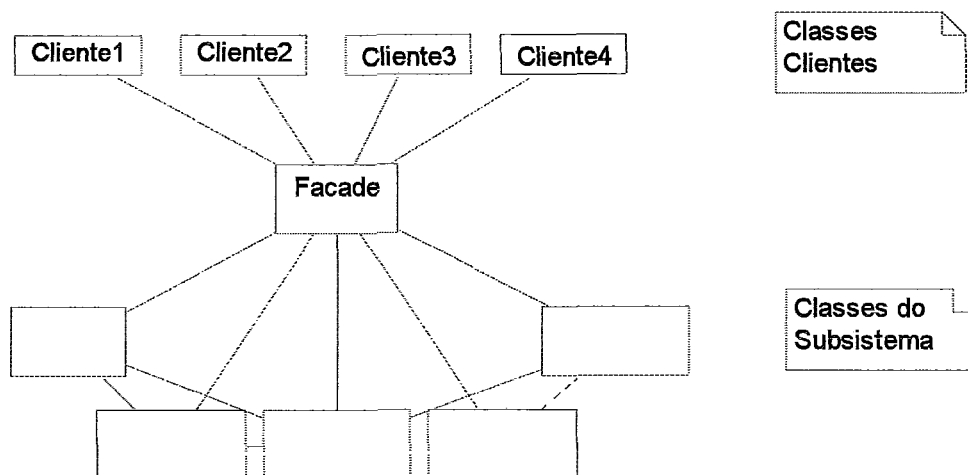 Cliente1
Cliente2
Cliente3
Cliente4
Classes
Clientes
Facade
Classes do
Subsistema